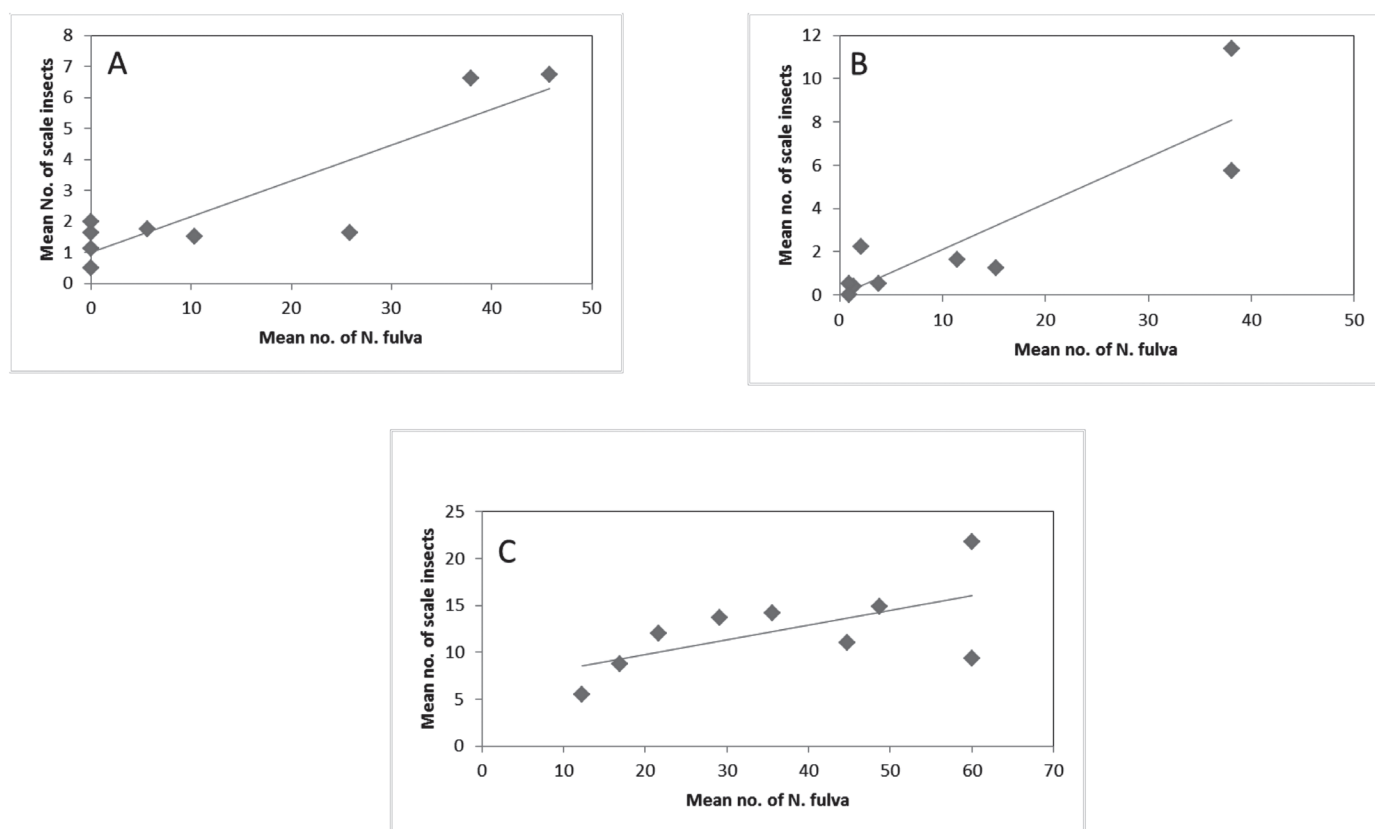 A
Mean No. of scale insects
8
7
6
5
4
3
2
1
0
0 10 20 30 40 50
Mean no. of N. fulva
B
Mean no. of scale insects
12
10
8
6
4
2
0
0 10 20 30 40 50
Mean no. of N. fulva
C
Mean no. of scale insects
25
20
15
10
5
0
0 10 20 30 40 50 60 70
Mean no. of N. fulva